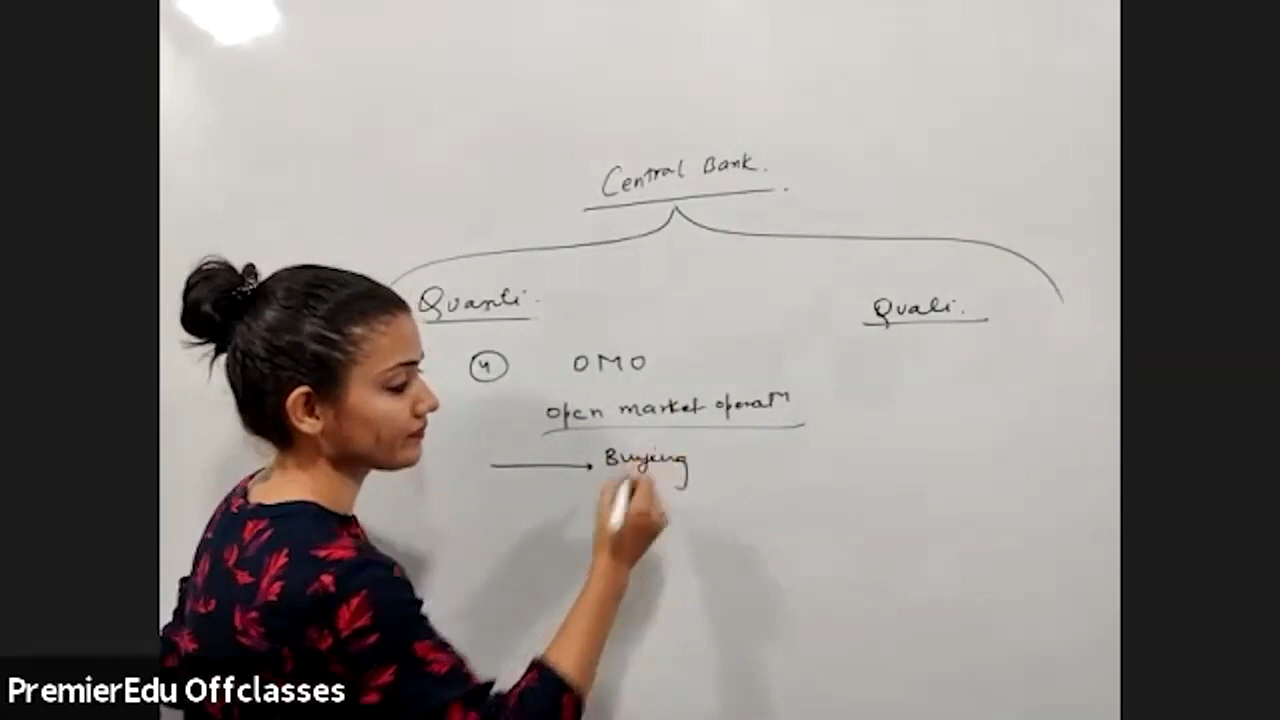 Central Bank.
Quanti.
Quali.
4 OMO
open market operatn
Buying
PremierEdu Offclasses